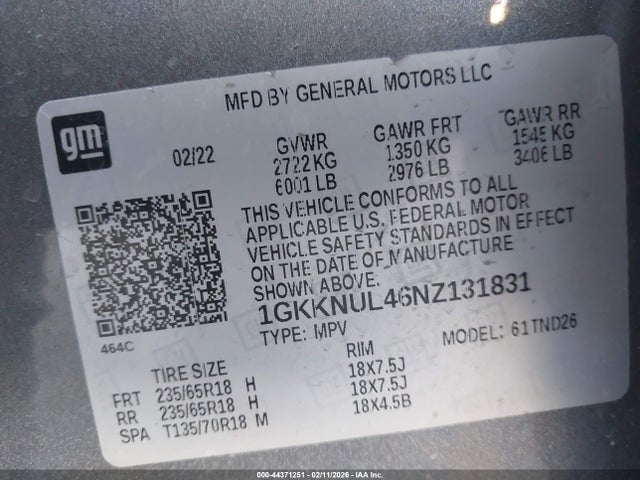 MFD BY GENERAL MOTORS LLC
gm
02/22
GVWR GAWR FRT GAWR RR
2722 KG 1350 KG 1545 KG
6001 LB 2976 LB 3406 LB
THIS VEHICLE CONFORMS TO ALL
APPLICABLE U.S. FEDERAL MOTOR
VEHICLE SAFETY STANDARDS IN EFFECT
ON THE DATE OF MANUFACTURE
SHOWN ABOVE.
1GKKNUL46NZ131831
TYPE: MPV MODEL: 61TND26
464C
TIRE SIZE RIM
FRT 235/65R18 H 18X7.5J
RR 235/65R18 H 18X7.5J
SPA T135/70R18 M 18X4.5B
000-44371251 - 02/11/2026 - IAA Inc.